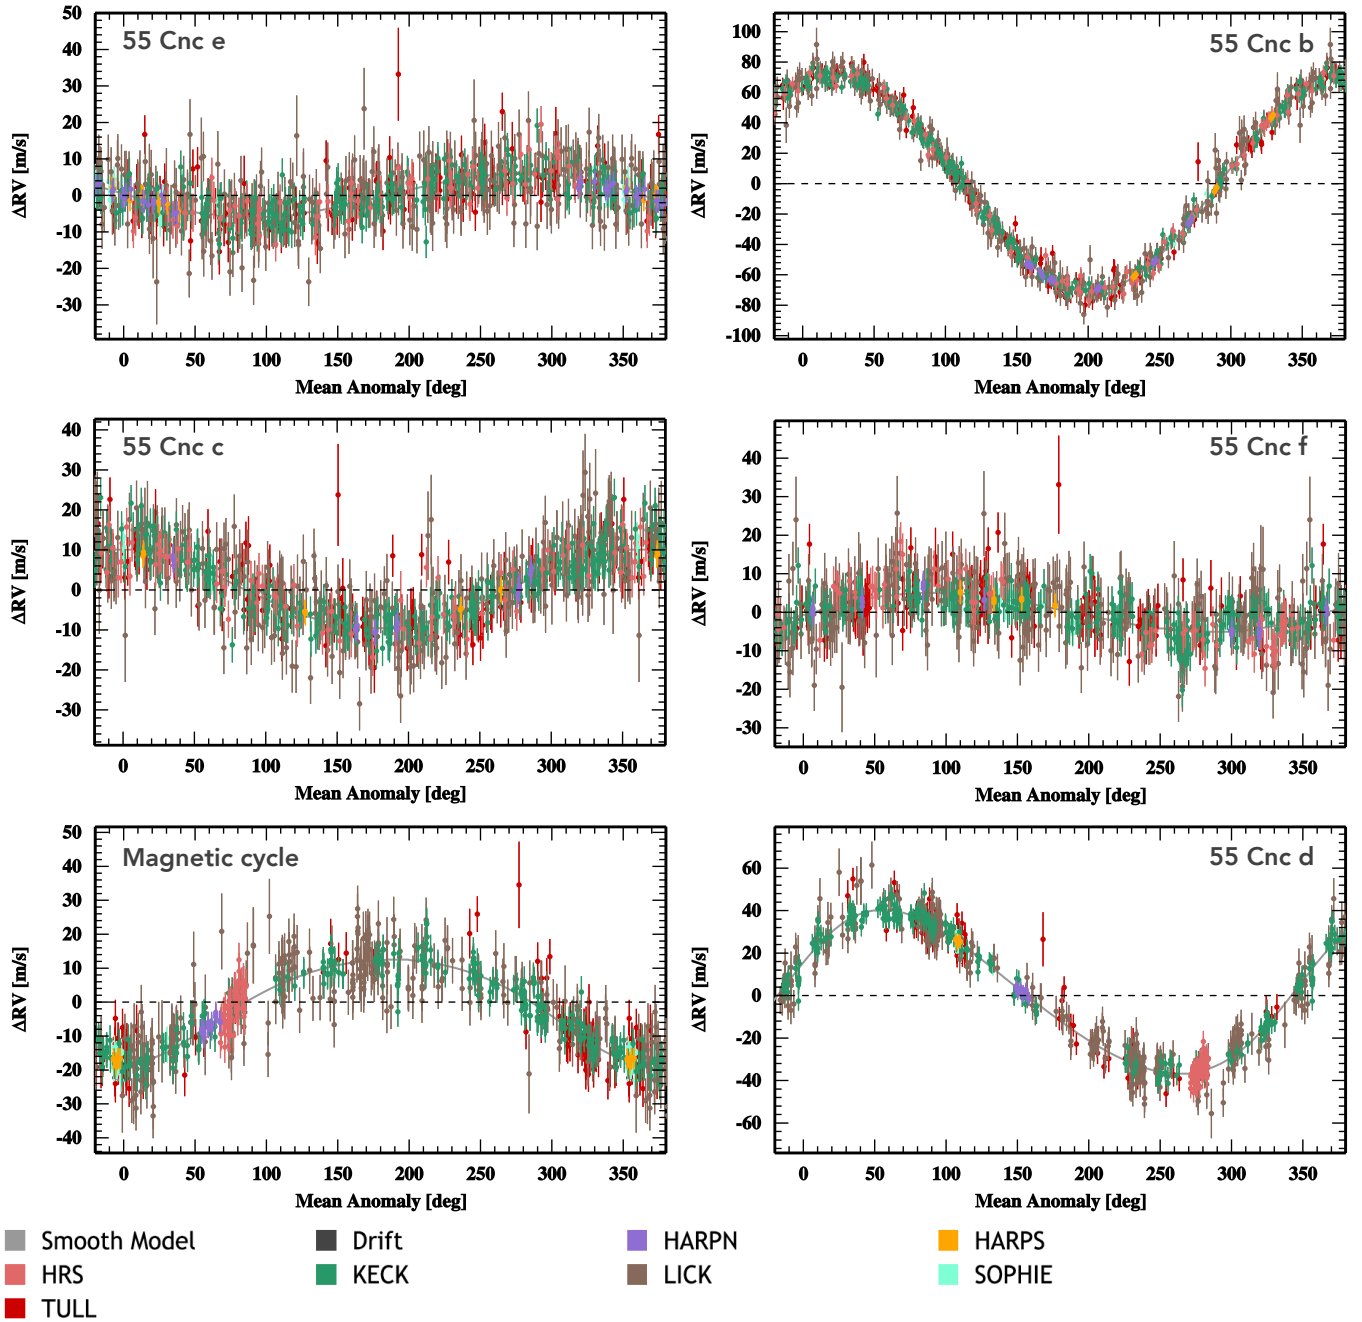 55 Cnc e
50
40
30
20
10
0
-10
-20
-30
ΔRV [m/s]
0 50 100 150 200 250 300 350
Mean Anomaly [deg]
55 Cnc b
100
80
60
40
20
0
-20
-40
-60
-80
-100
ΔRV [m/s]
0 50 100 150 200 250 300 350
Mean Anomaly [deg]
55 Cnc c
40
30
20
10
0
-10
-20
-30
ΔRV [m/s]
0 50 100 150 200 250 300 350
Mean Anomaly [deg]
55 Cnc f
40
30
20
10
0
-10
-20
-30
ΔRV [m/s]
0 50 100 150 200 250 300 350
Mean Anomaly [deg]
Magnetic cycle
50
40
30
20
10
0
-10
-20
-30
-40
ΔRV [m/s]
0 50 100 150 200 250 300 350
Mean Anomaly [deg]
55 Cnc d
60
40
20
0
-20
-40
-60
ΔRV [m/s]
0 50 100 150 200 250 300 350
Mean Anomaly [deg]
Smooth Model Drift HARPN HARPS
HRS KECK LICK SOPHIE
TULL